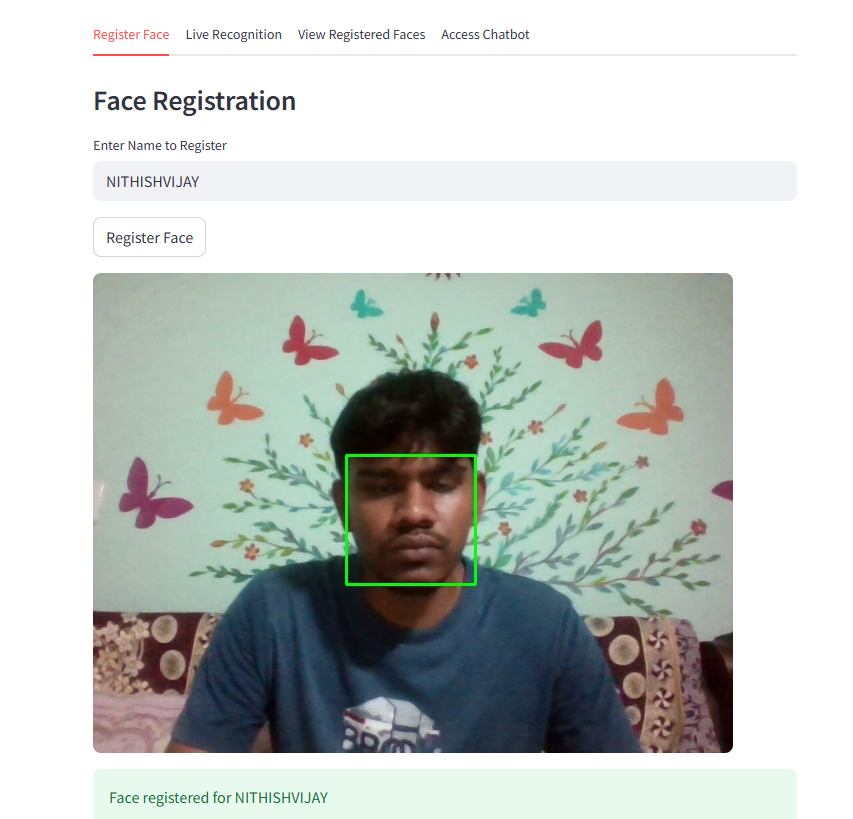 Register Face Live Recognition View Registered Faces Access Chatbot
Face Registration
Enter Name to Register
NITHISHVIJAY
Register Face
Face registered for NITHISHVIJAY